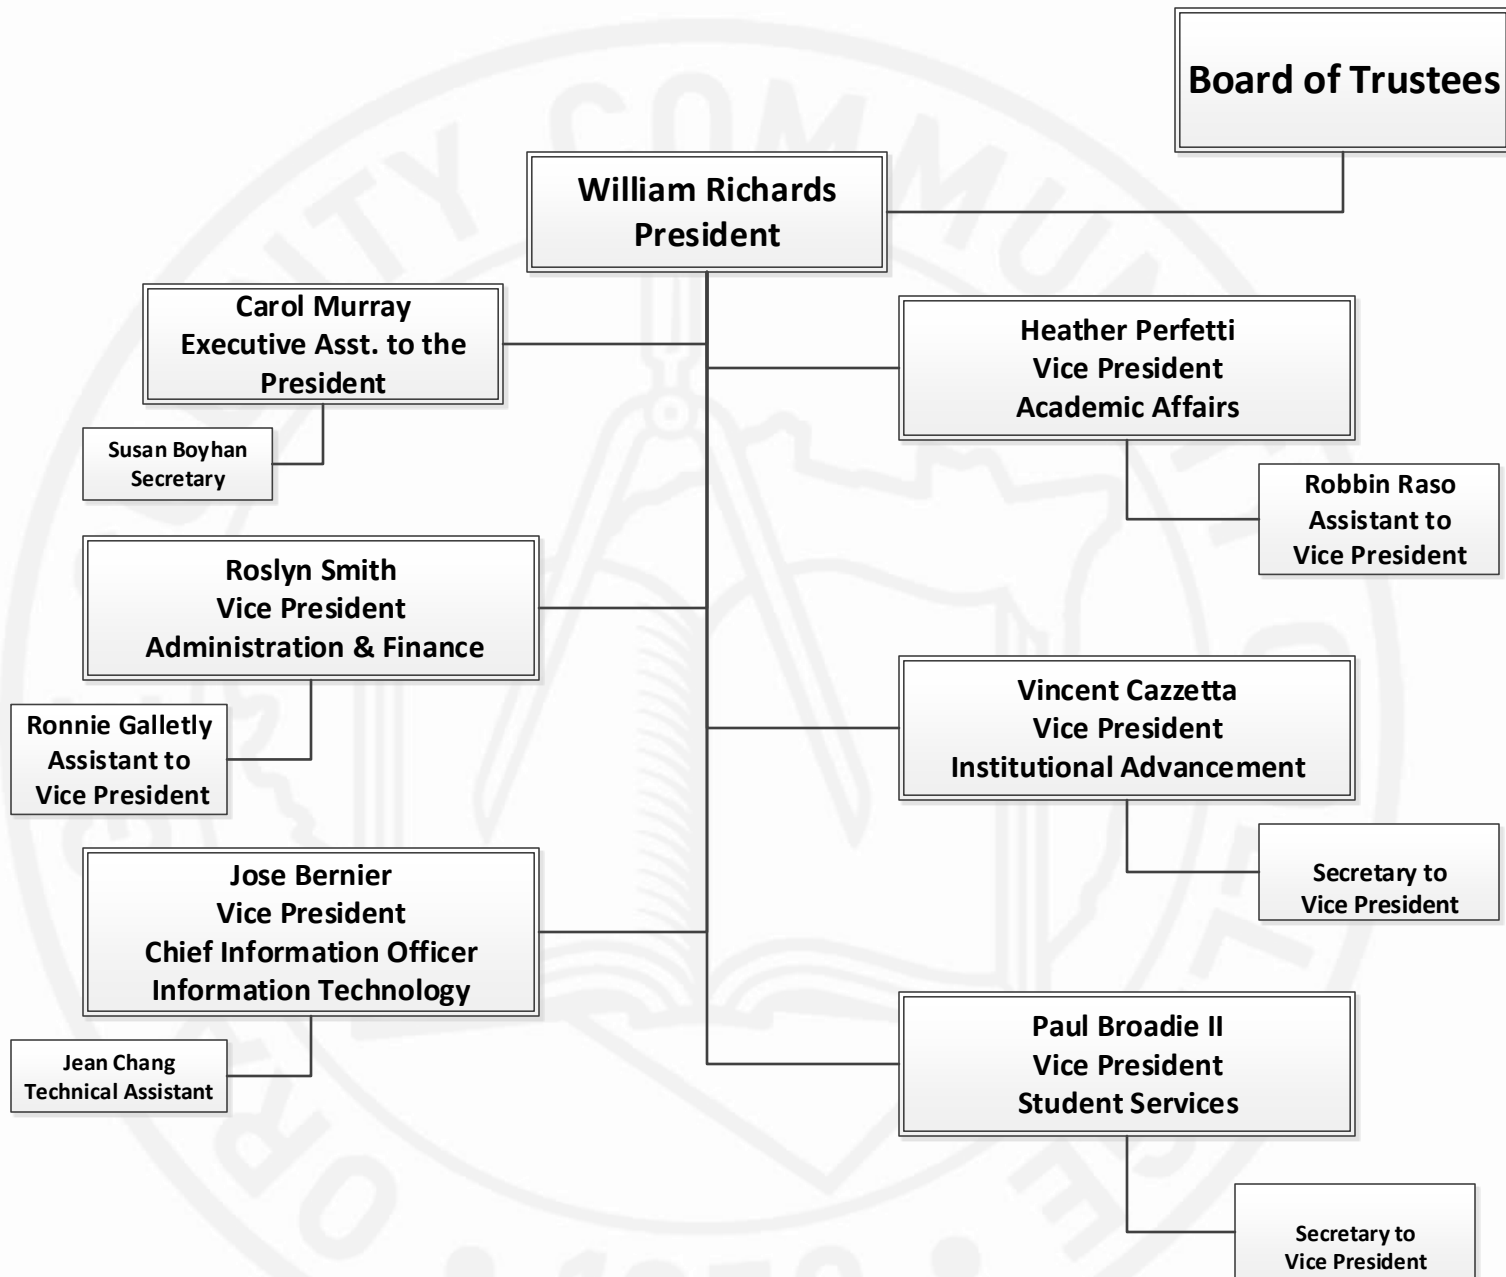 Board of Trustees
William Richards
President
Carol Murray
Executive Asst. to the
President
Heather Perfetti
Vice President
Academic Affairs
Susan Boyhan
Secretary
Robbin Raso
Assistant to
Vice President
Roslyn Smith
Vice President
Administration & Finance
Ronnie Galletly
Assistant to
Vice President
Vincent Cazzetta
Vice President
Institutional Advancement
Secretary to
Vice President
Jose Bernier
Vice President
Chief Information Officer
Information Technology
Jean Chang
Technical Assistant
Paul Broadie II
Vice President
Student Services
Secretary to
Vice President